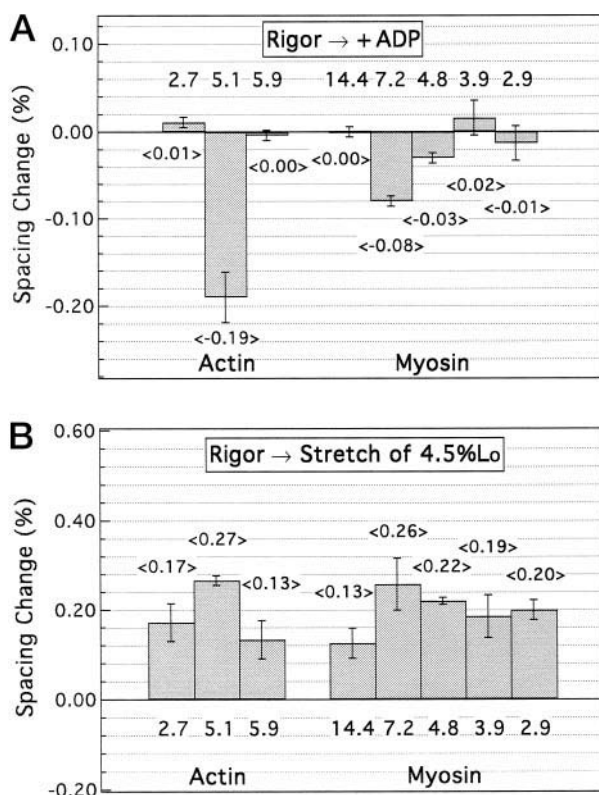 A
Rigor → + ADP
Spacing Change (%)
0.10
0.00
-0.10
-0.20
2.7 5.1 5.9
14.4 7.2 4.8 3.9 2.9
<0.01>
<0.00>
<0.00>
<0.02>
<-0.03>
<-0.01>
<-0.08>
<-0.19>
Actin
Myosin
B
Rigor → Stretch of 4.5%Lo
Spacing Change (%)
0.60
0.40
0.20
0.00
-0.20
<0.27>
<0.26>
<0.17>
<0.19>
<0.13>
<0.13>
<0.22>
<0.20>
2.7 5.1 5.9
14.4 7.2 4.8 3.9 2.9
Actin
Myosin